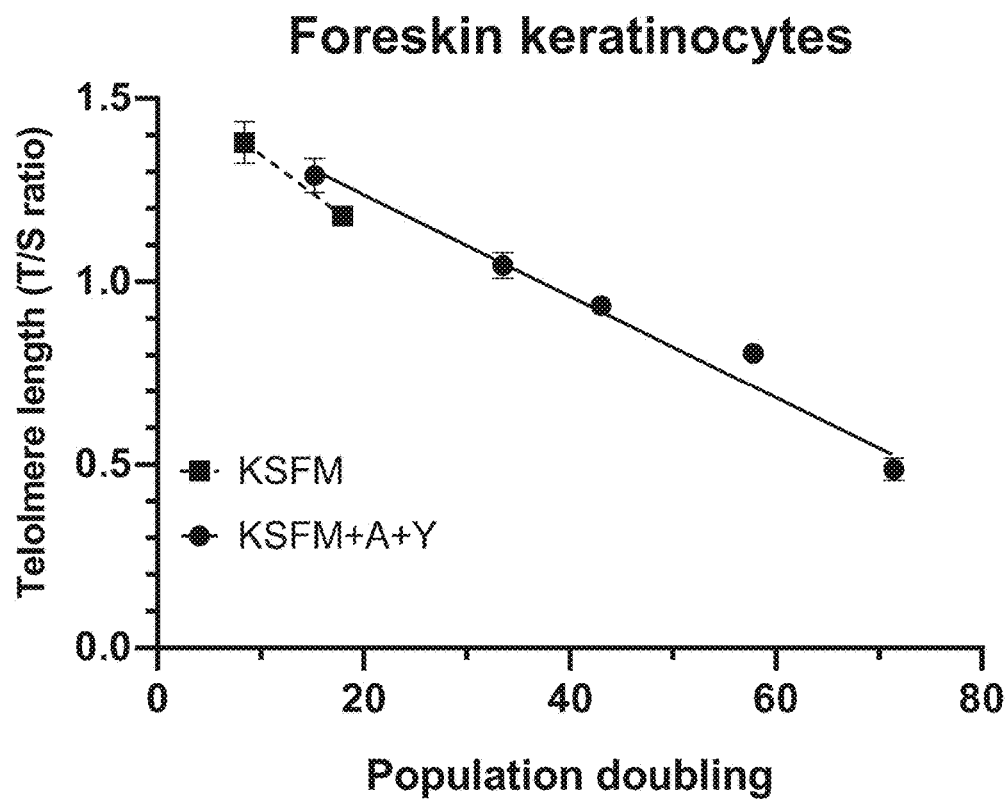 Foreskin keratinocytes
Telolmere length (T/S ratio)
1.5
1.0
0.5
0.0
KSFM
KSFM+A+Y
0 20 40 60 80
Population doubling